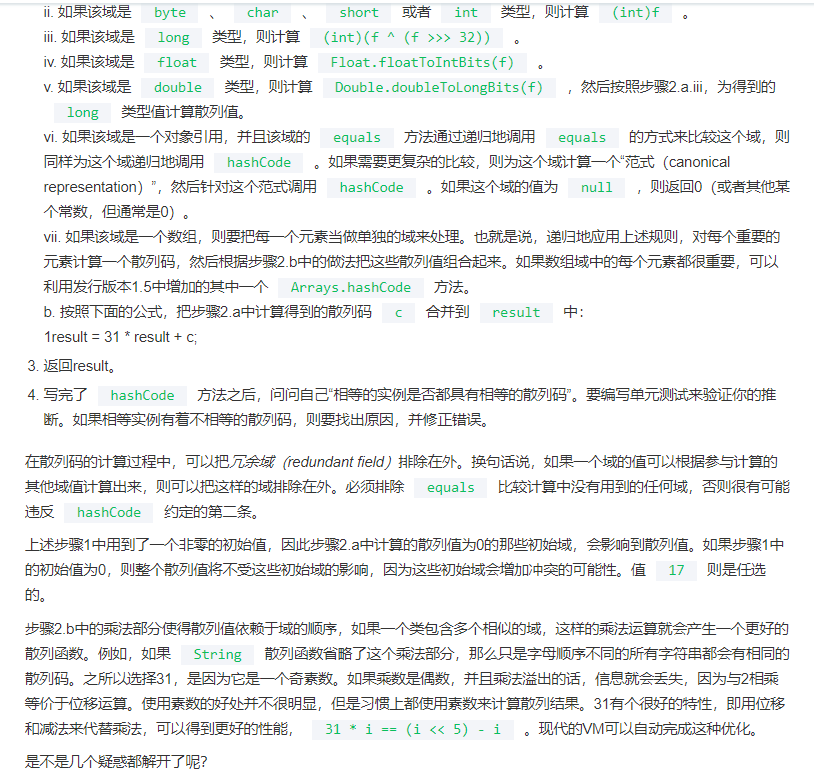 ii. 如果该域是 byte 、 char 、 short 或者 int 类型，则计算 (int)f 。
iii. 如果该域是 long 类型，则计算 (int)(f ^ (f >>> 32)) 。
iv. 如果该域是 float 类型，则计算 Float.floatToIntBits(f) 。
v. 如果该域是 double 类型，则计算 Double.doubleToLongBits(f) ，然后按照步骤2.a.iii，为得到的
long 类型值计算散列值。
vi. 如果该域是一个对象引用，并且该域的 equals 方法通过递归地调用 equals 的方式来比较这个域，则
同样为这个域递归地调用 hashCode 。如果需要更复杂的比较，则为这个域计算一个“范式（canonical
representation）”，然后针对这个范式调用 hashCode 。如果这个域的值为 null ，则返回0（或者其他某
个常数，但通常是0）。
vii. 如果该域是一个数组，则要把每一个元素当做单独的域来处理。也就是说，递归地应用上述规则，对每个重要的
元素计算一个散列码，然后根据步骤2.b中的做法把这些散列值组合起来。如果数组域中的每个元素都很重要，可以
利用发行版本1.5中增加的其中一个 Arrays.hashCode 方法。
b. 按照下面的公式，把步骤2.a中计算得到的散列码 c 合并到 result 中：
1result = 31 * result + c;
3. 返回result。
4. 写完了 hashCode 方法之后，问问自己“相等的实例是否都具有相等的散列码”。要编写单元测试来验证你的推
断。如果相等实例有着不相等的散列码，则要找出原因，并修正错误。
在散列码的计算过程中，可以把冗余域（redundant field）排除在外。换句话说，如果一个域的值可以根据参与计算的
其他域值计算出来，则可以把这样的域排除在外。必须排除 equals 比较计算中没有用到的任何域，否则很有可能
违反 hashCode 约定的第二条。
上述步骤1中用到了一个非零的初始值，因此步骤2.a中计算的散列值为0的那些初始域，会影响到散列值。如果步骤1中
的初始值为0，则整个散列值将不受这些初始域的影响，因为这些初始域会增加冲突的可能性。值 17 则是任选
的。
步骤2.b中的乘法部分使得散列值依赖于域的顺序，如果一个类包含多个相似的域，这样的乘法运算就会产生一个更好的
散列函数。例如，如果 String 散列函数省略了这个乘法部分，那么只是字母顺序不同的所有字符串都会有相同的
散列码。之所以选择31，是因为它是一个奇素数。如果乘数是偶数，并且乘法溢出的话，信息就会丢失，因为与2相乘
等价于位移运算。使用素数的好处并不很明显，但是习惯上都使用素数来计算散列结果。31有个很好的特性，即用位移
和减法来代替乘法，可以得到更好的性能， 31 * i == (i << 5) - i 。现代的VM可以自动完成这种优化。
是不是几个疑惑都解开了呢?